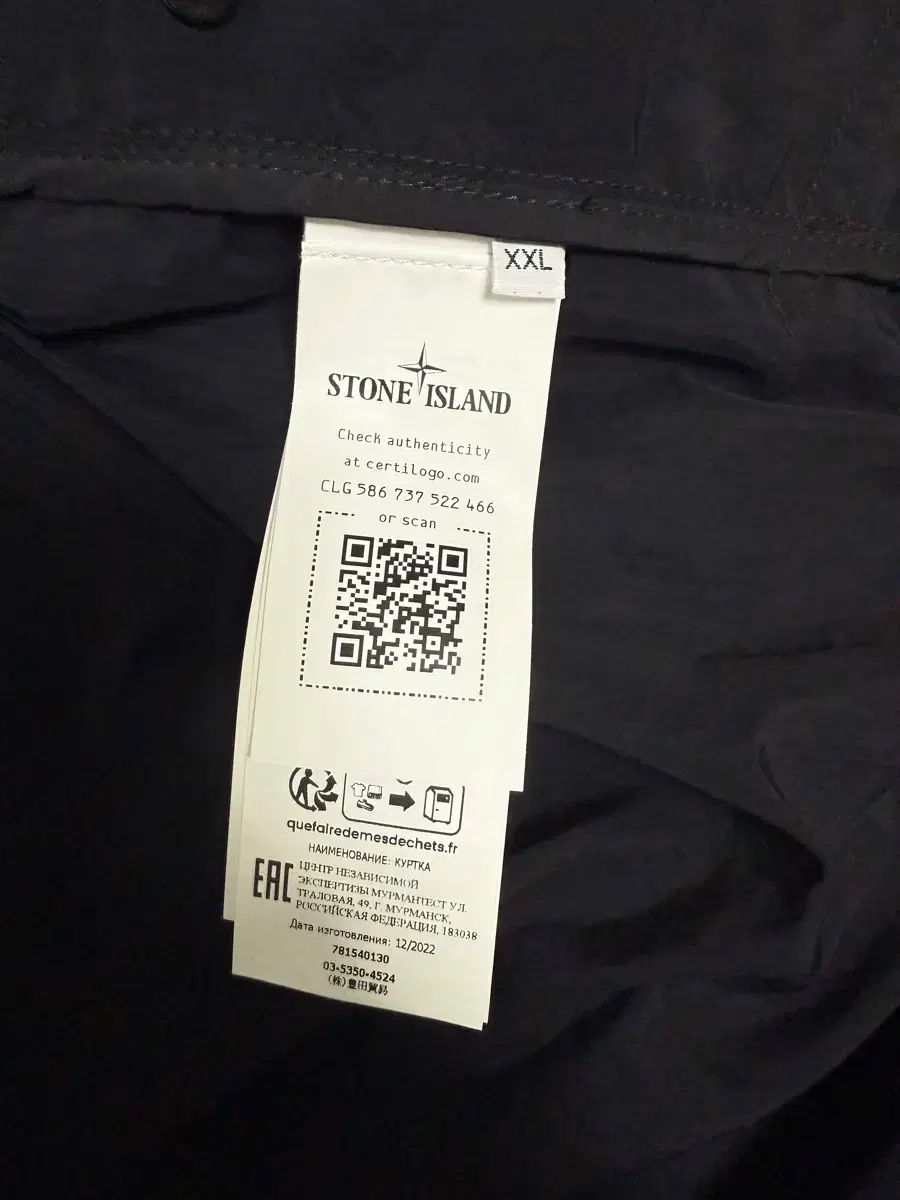 XXL
STONE ISLAND
Check authenticity
at certilogo.com
CLG 586 737 522 466
or scan
quefairedemesdechets.fr
НАИМЕНОВАНИЕ: КУРТКА
EAC
ЦЕНТР НЕЗАВИСИМОЙ
ЭКСПЕРТИЗЫ МУРМАНТЕСТ УЛ.
ТРАЛОВАЯ, 49, Г. МУРМАНСК,
РОССИЙСКАЯ ФЕДЕРАЦИЯ, 183038
Дата изготовления: 12/2022
781540130
03-5350-4524
(株)豊田貿易